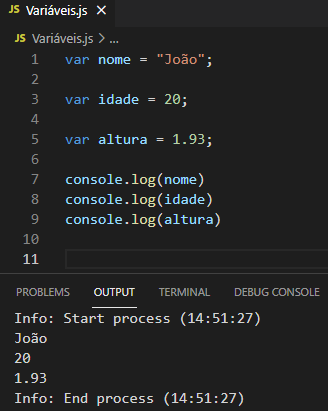 JS Variáveis.js ×
JS Variáveis.js > ...
1 var nome = "João";
2
3 var idade = 20;
4
5 var altura = 1.93;
6
7 console.log(nome)
8 console.log(idade)
9 console.log(altura)
10
11
PROBLEMS OUTPUT TERMINAL DEBUG CONSOLE
Info: Start process (14:51:27)
João
20
1.93
Info: End process (14:51:27)